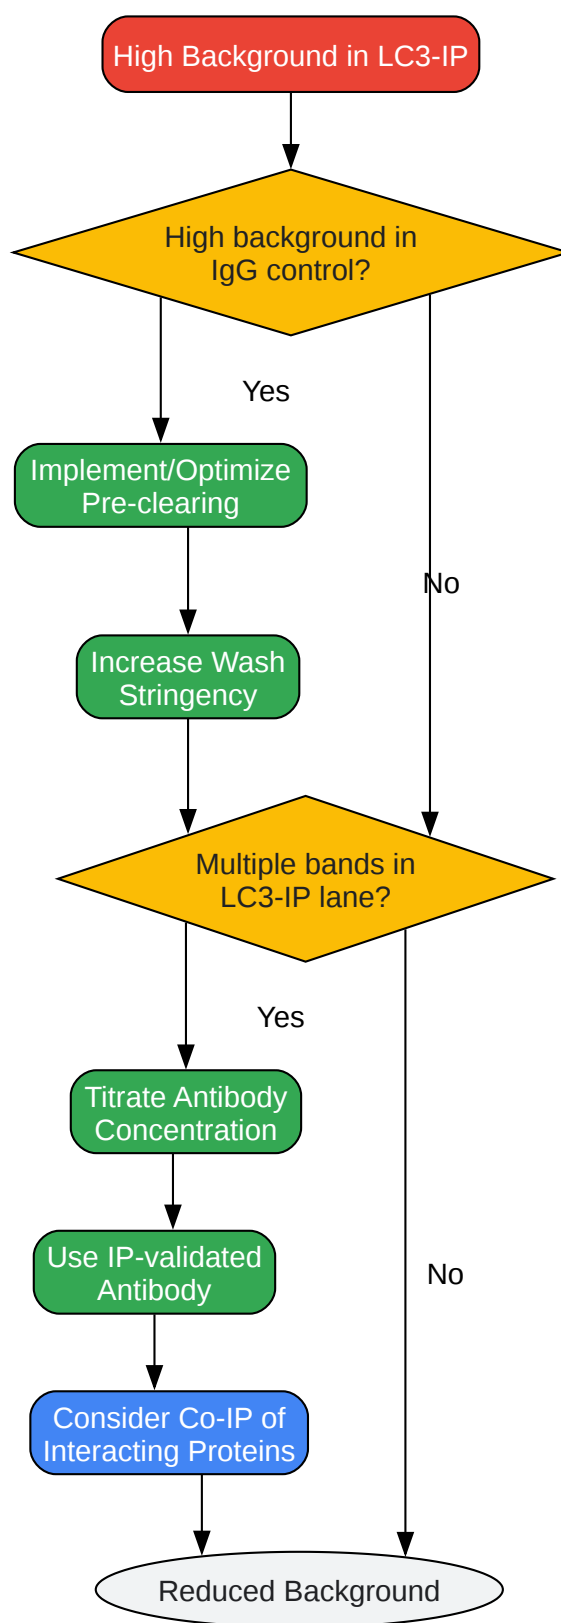 High Background in LC3-IP
High background in
IgG control?
Yes
Implement/Optimize
Pre-clearing
No
Increase Wash
Stringency
Multiple bands in
LC3-IP lane?
Yes
Titrate Antibody
Concentration
Use IP-validated
Antibody
No
Consider Co-IP of
Interacting Proteins
Reduced Background